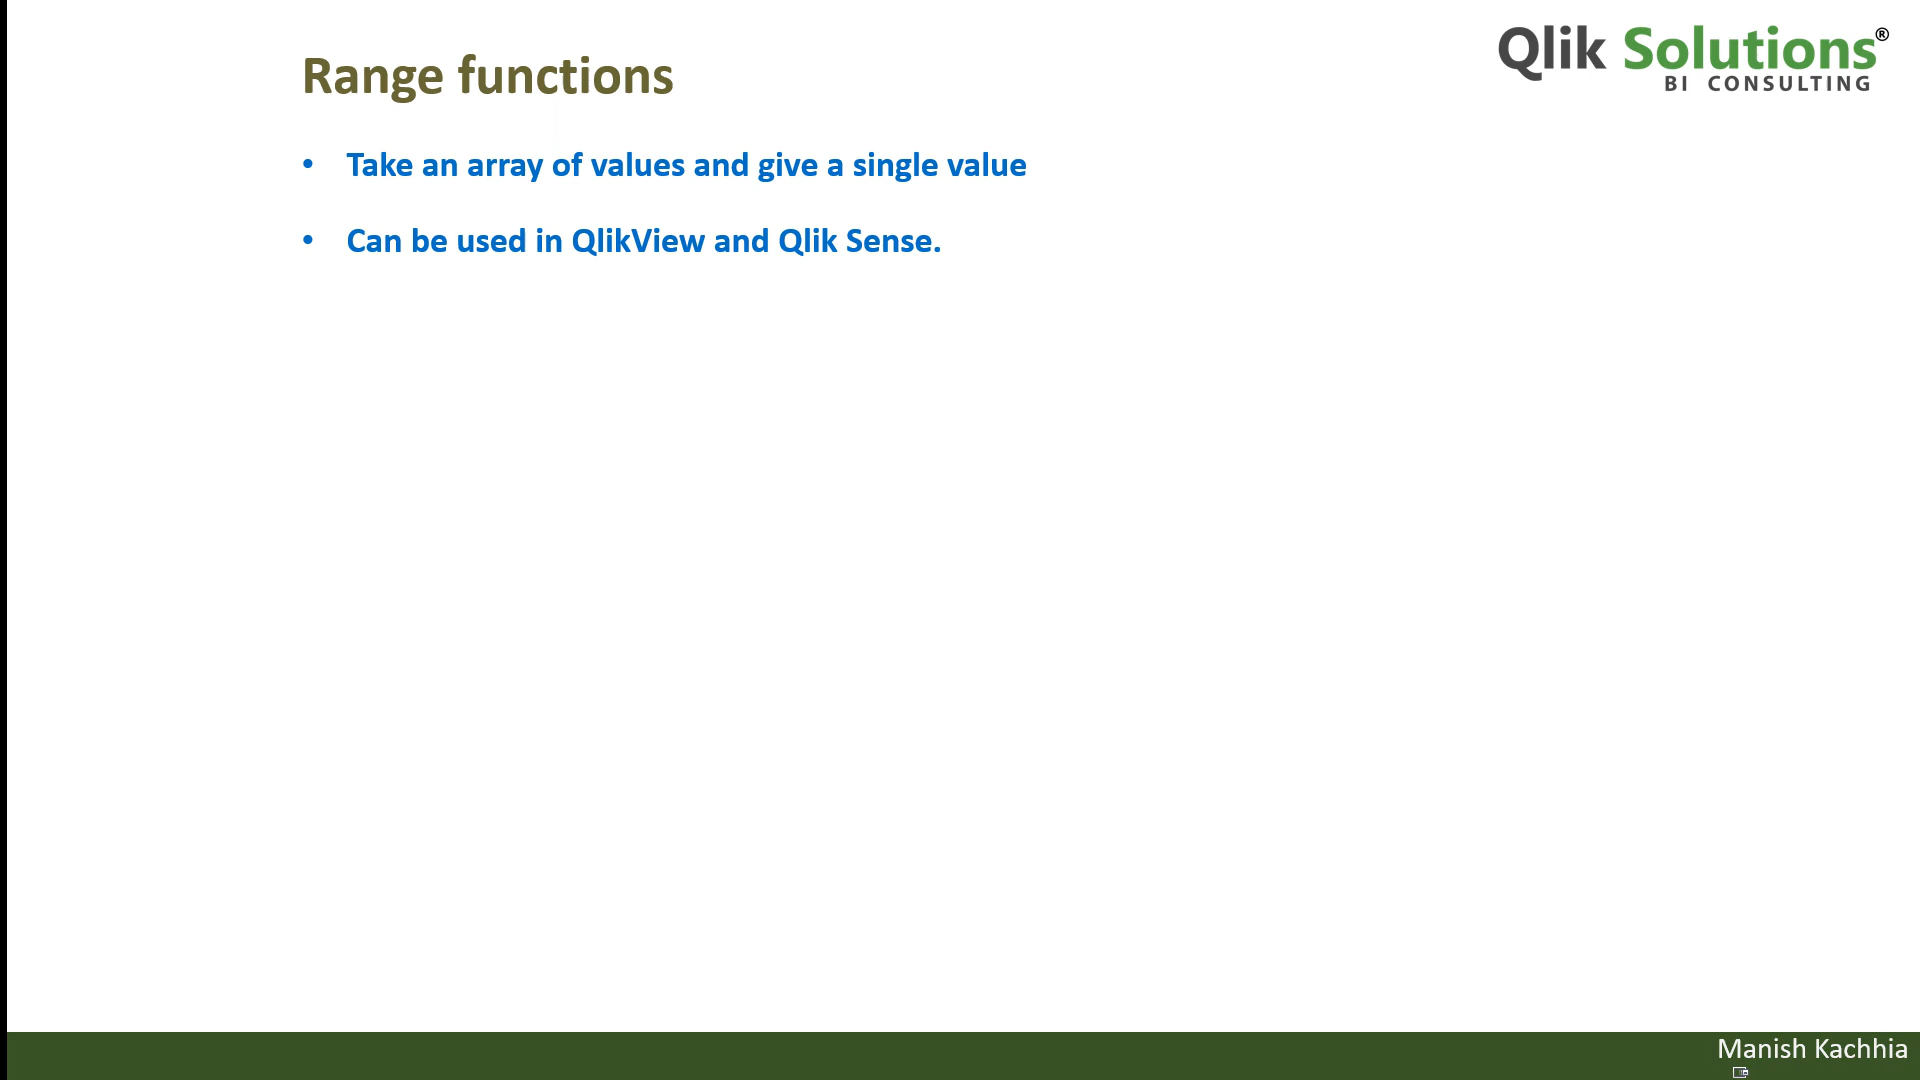 Qlik Solutions®
BI CONSULTING
Range functions
• Take an array of values and give a single value
• Can be used in QlikView and Qlik Sense.
Manish Kachhia